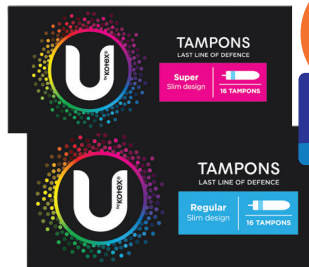 U
by Kotex®
TAMPONS
LAST LINE OF DEFENCE
Super
Slim design
16 TAMPONS
U
by Kotex®
TAMPONS
LAST LINE OF DEFENCE
Regular
Slim design
16 TAMPONS